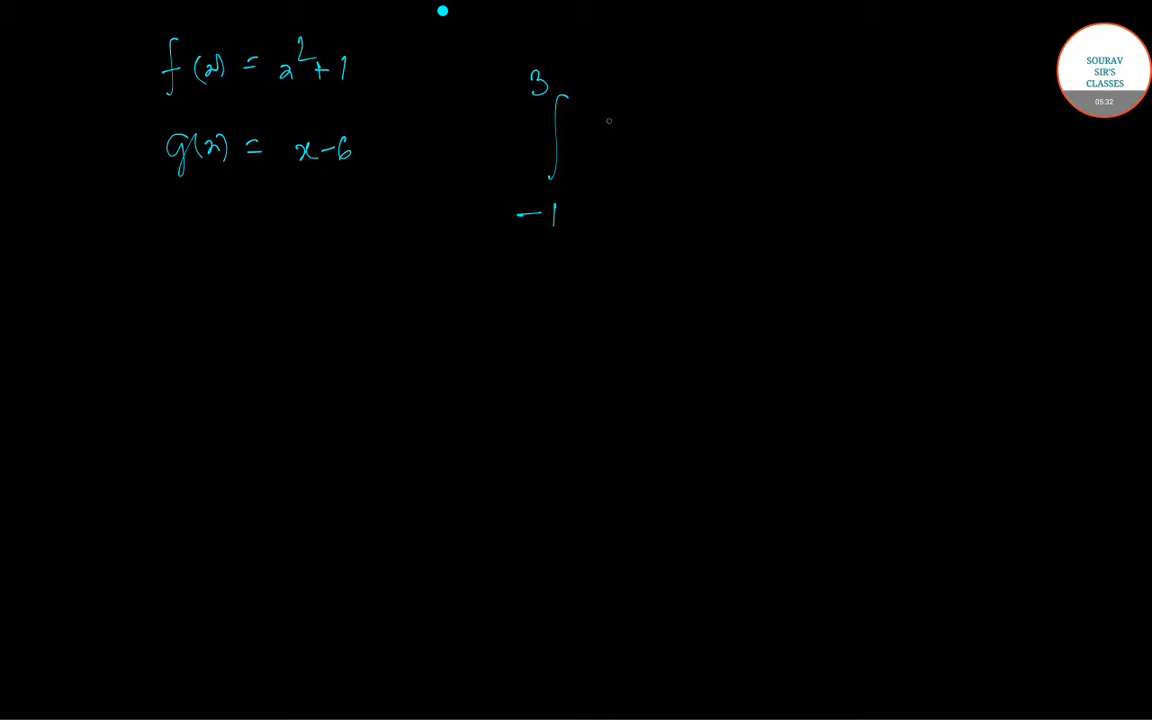 f(x) = x²+1
g(x) = x-6
3
∫
-1
SOURAV
SIR'S
CLASSES
05:32